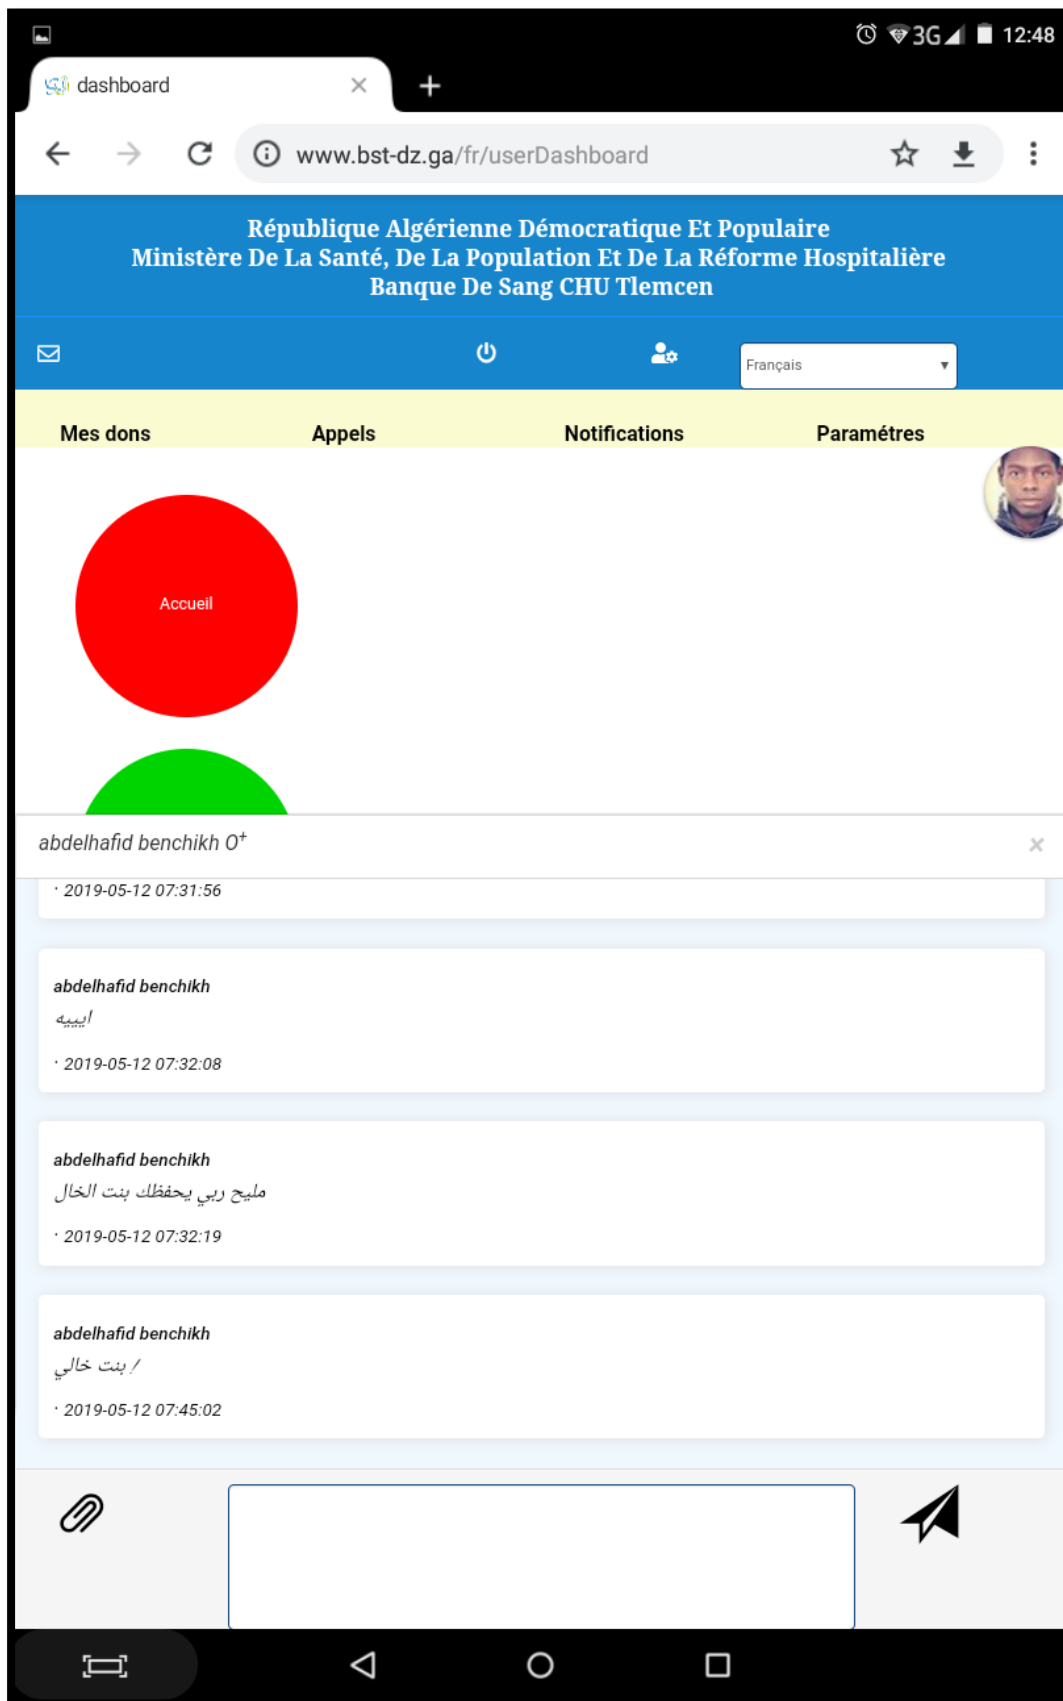 3G 12:48
dashboard
www.bst-dz.ga/fr/userDashboard
République Algérienne Démocratique Et Populaire
Ministère De La Santé, De La Population Et De La Réforme Hospitalière
Banque De Sang CHU Tlemcen
Français
Mes dons Appels Notifications Paramétres
Accueil
abdelhafid benchikh O⁺
· 2019-05-12 07:31:56
abdelhafid benchikh
اييييه
· 2019-05-12 07:32:08
abdelhafid benchikh
مليح ربي يحفظك بنت الخال
· 2019-05-12 07:32:19
abdelhafid benchikh
بنت خالي /
· 2019-05-12 07:45:02